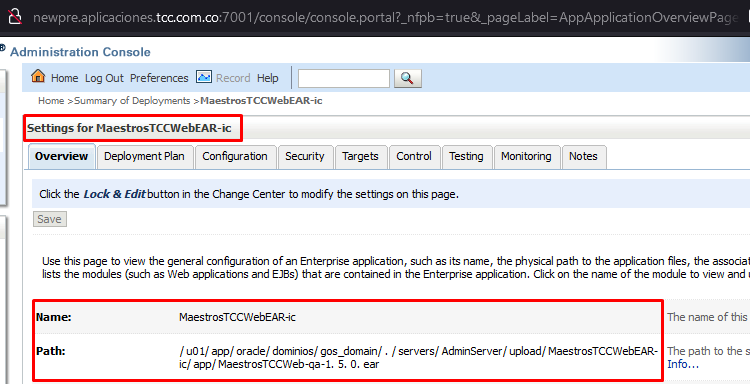 newpre.aplicaciones.tcc.com.co:7001/console/console.portal?_nfpb=true&_pageLabel=AppApplicationOverviewPage
® Administration Console
Home Log Out Preferences Record Help
Home >Summary of Deployments >MaestrosTCCWebEAR-ic
Settings for MaestrosTCCWebEAR-ic
Overview Deployment Plan Configuration Security Targets Control Testing Monitoring Notes
Click the Lock & Edit button in the Change Center to modify the settings on this page.
Save
Use this page to view the general configuration of an Enterprise application, such as its name, the physical path to the application files, the associa
lists the modules (such as Web applications and EJBs) that are contained in the Enterprise application. Click on the name of the module to view and
Name: MaestrosTCCWebEAR-ic The name of this
Path: / u01/ app/ oracle/ dominios/ gos_domain/ . / servers/ AdminServer/ upload/ MaestrosTCCWebEAR- The path to the s
ic/ app/ MaestrosTCCWeb-qa-1. 5. 0. ear Info...